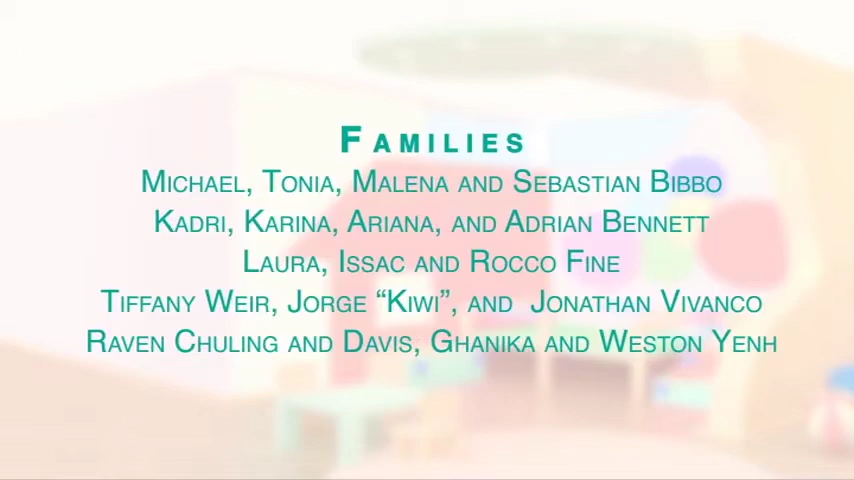 FAMILIES
MICHAEL, TONIA, MALENA AND SEBASTIAN BIBBO
KADRI, KARINA, ARIANA, AND ADRIAN BENNETT
LAURA, ISSAC AND ROCCO FINE
TIFFANY WEIR, JORGE “KIWI”, AND JONATHAN VIVANCO
RAVEN CHULING AND DAVIS, GHANIKA AND WESTON YENH